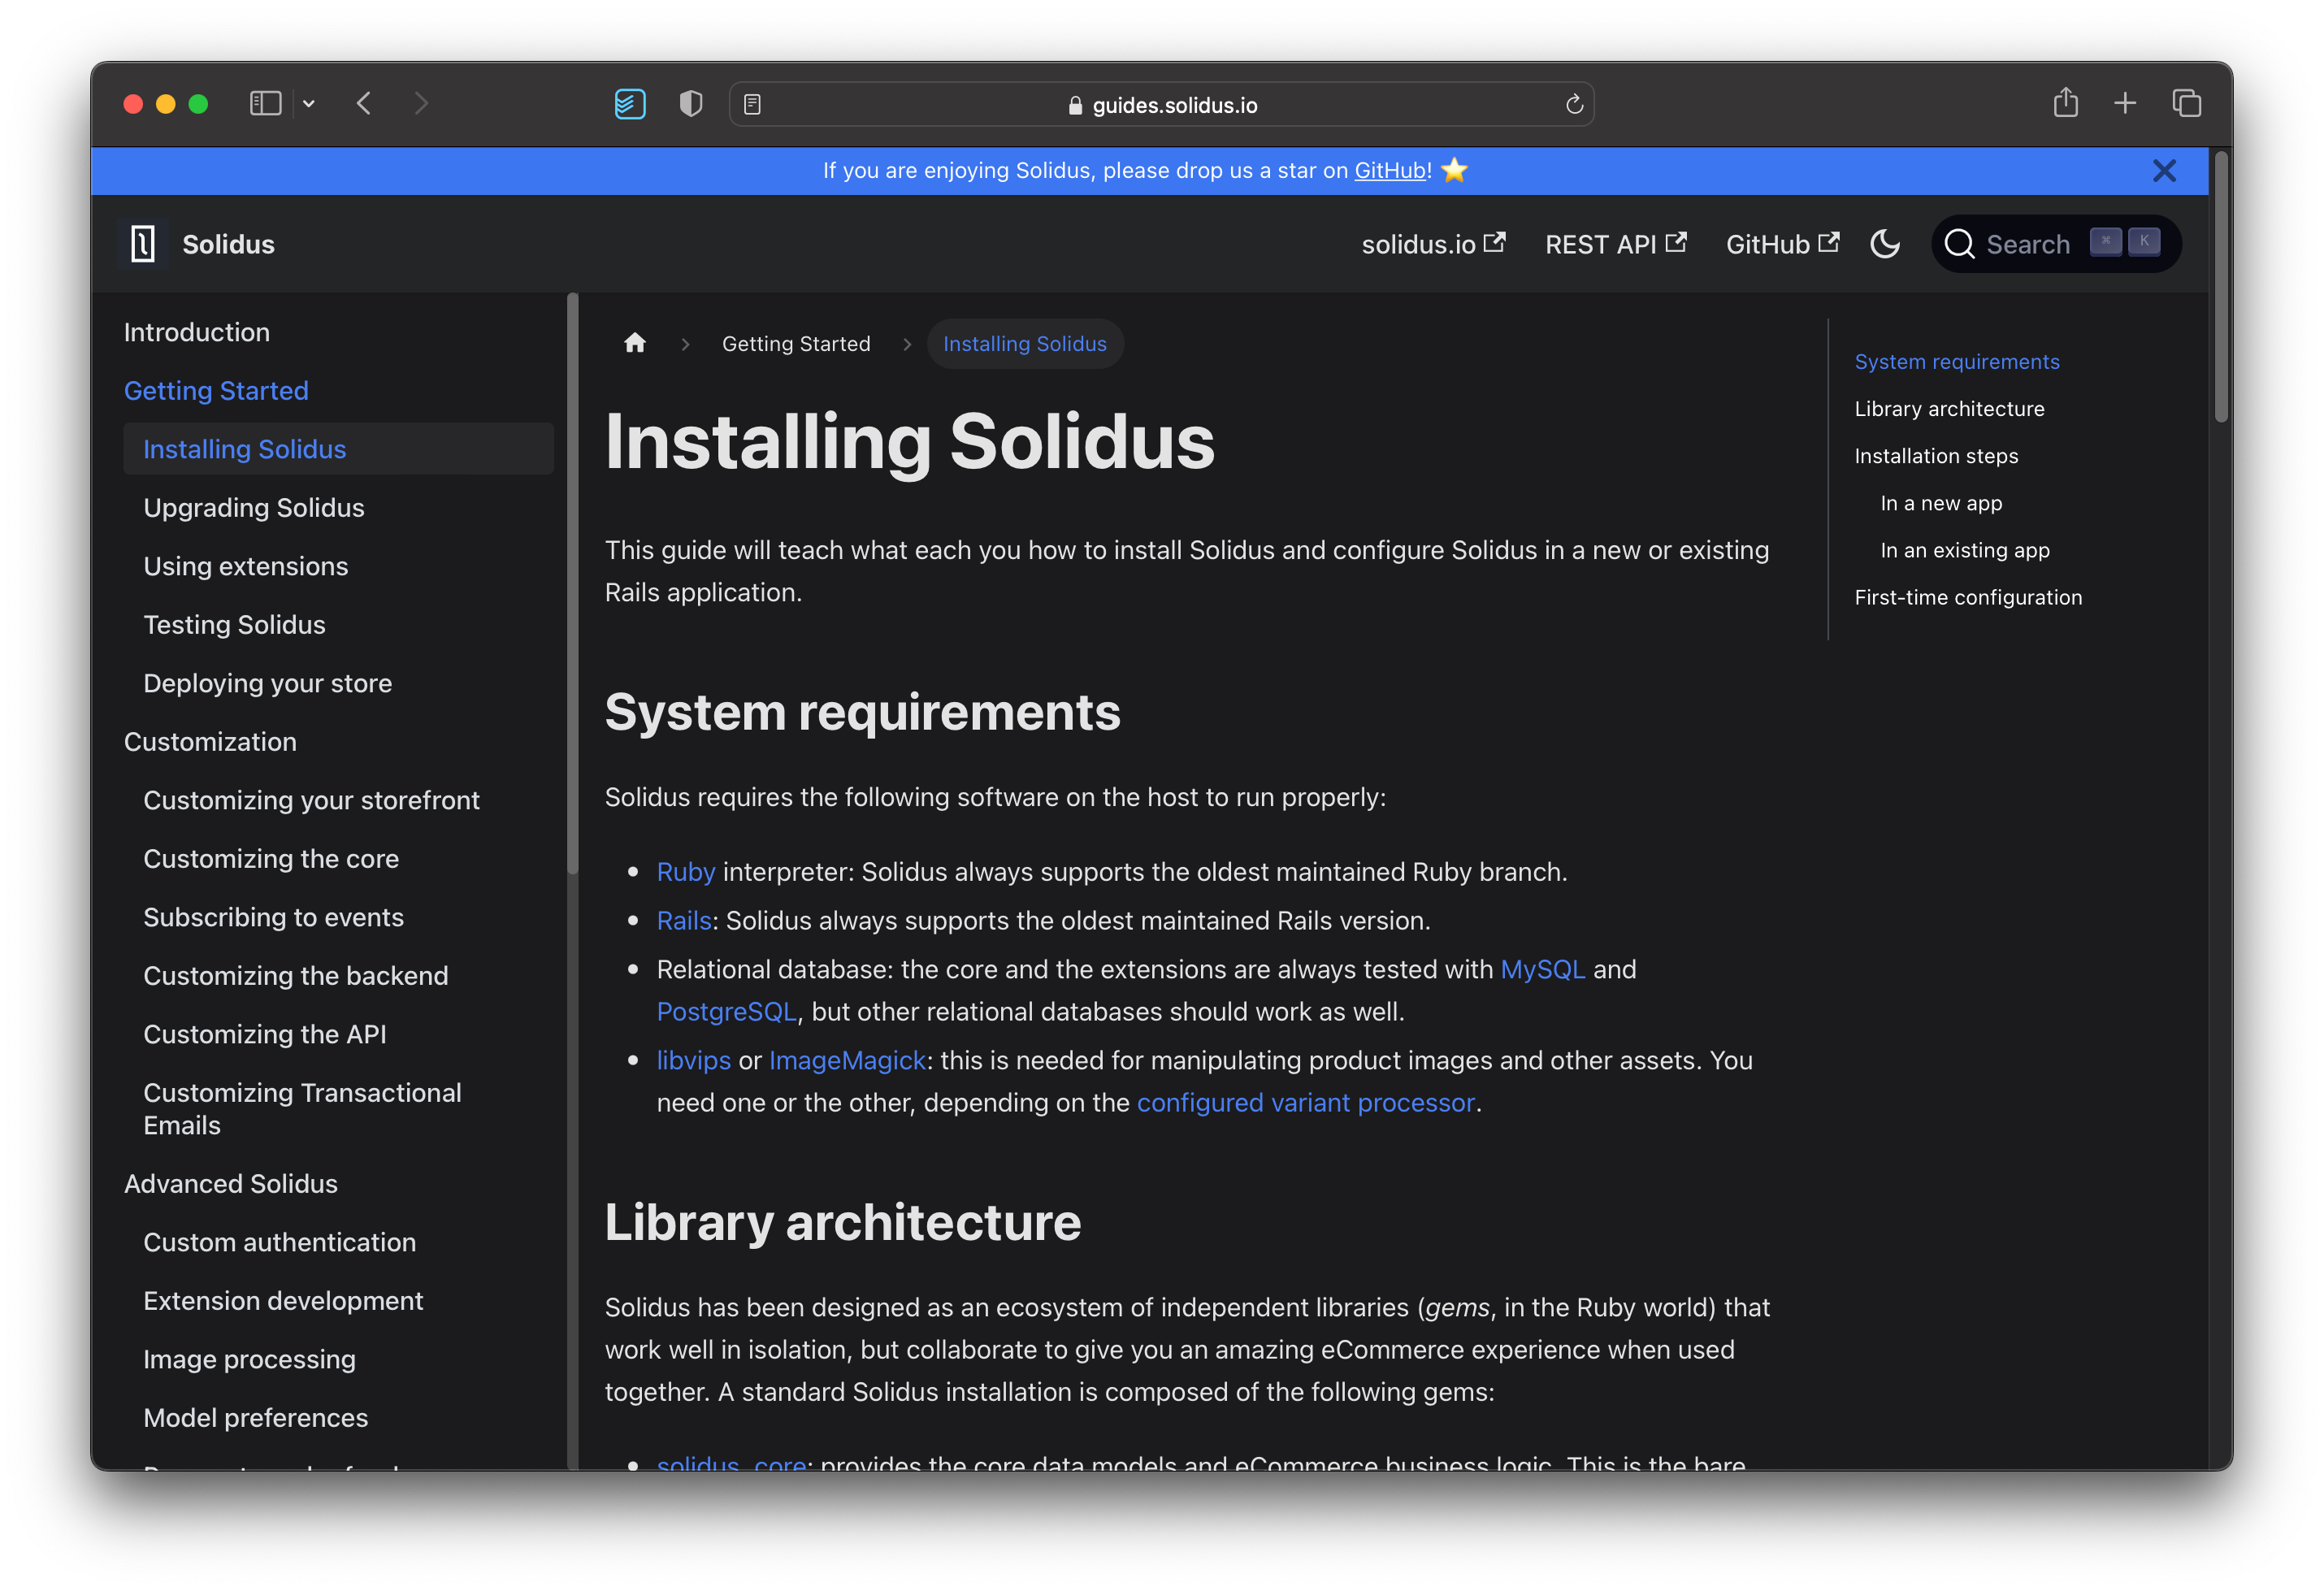 guides.solidus.io
If you are enjoying Solidus, please drop us a star on GitHub! ⭐
Solidus
solidus.io
REST API
GitHub
Search ⌘ K
Introduction
Getting Started
Installing Solidus
Upgrading Solidus
Using extensions
Testing Solidus
Deploying your store
Customization
Customizing your storefront
Customizing the core
Subscribing to events
Customizing the backend
Customizing the API
Customizing Transactional
Emails
Advanced Solidus
Custom authentication
Extension development
Image processing
Model preferences
Getting Started
Installing Solidus
Installing Solidus
This guide will teach what each you how to install Solidus and configure Solidus in a new or existing
Rails application.
System requirements
Solidus requires the following software on the host to run properly:
Ruby interpreter: Solidus always supports the oldest maintained Ruby branch.
Rails: Solidus always supports the oldest maintained Rails version.
Relational database: the core and the extensions are always tested with MySQL and
PostgreSQL, but other relational databases should work as well.
libvips or ImageMagick: this is needed for manipulating product images and other assets. You
need one or the other, depending on the configured variant processor.
Library architecture
Solidus has been designed as an ecosystem of independent libraries (gems, in the Ruby world) that
work well in isolation, but collaborate to give you an amazing eCommerce experience when used
together. A standard Solidus installation is composed of the following gems:
solidus_core: provides the core data models and eCommerce business logic. This is the bare
System requirements
Library architecture
Installation steps
In a new app
In an existing app
First-time configuration